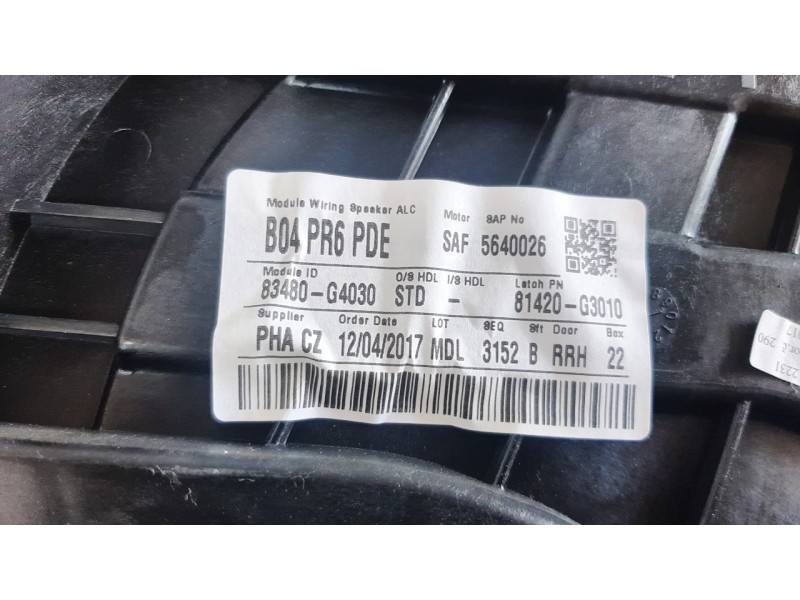 Module Wiring Speaker ALC Motor SAP No
B04 PR6 PDE SAF 5640026
Module ID O/S HDL I/S HDL Latch PN
83480-G4030 STD - 81420-G3010
Supplier Order Date LOT SEQ Sft Door Box
PHA CZ 12/04/2017 MDL 3152 B RRH 22
2231
290